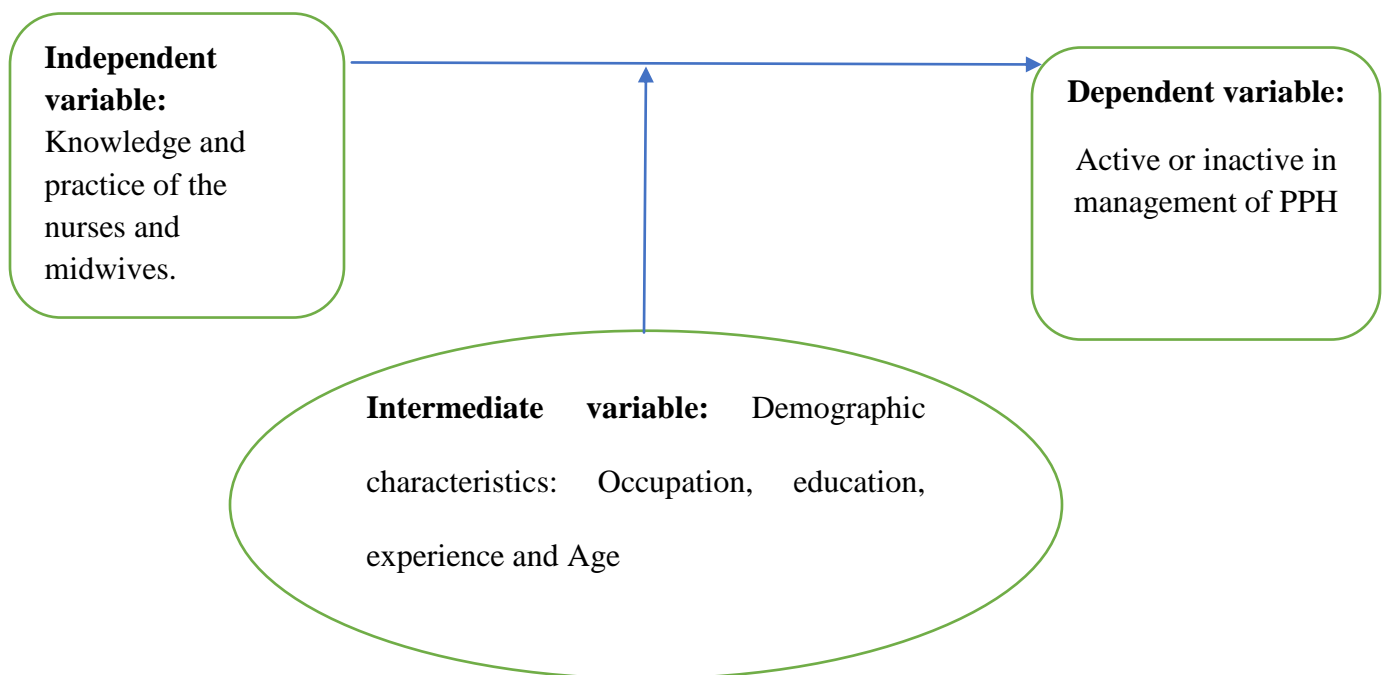 Independent
variable:
Knowledge and
practice of the
nurses and
midwives.
Dependent variable:
Active or inactive in
management of PPH
Intermediate variable: Demographic
characteristics: Occupation, education,
experience and Age